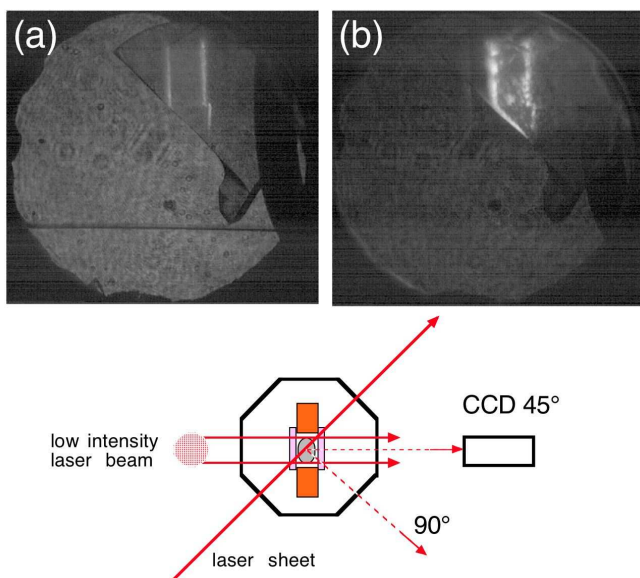 (a)
(b)
low intensity
laser beam
CCD 45°
90°
laser sheet